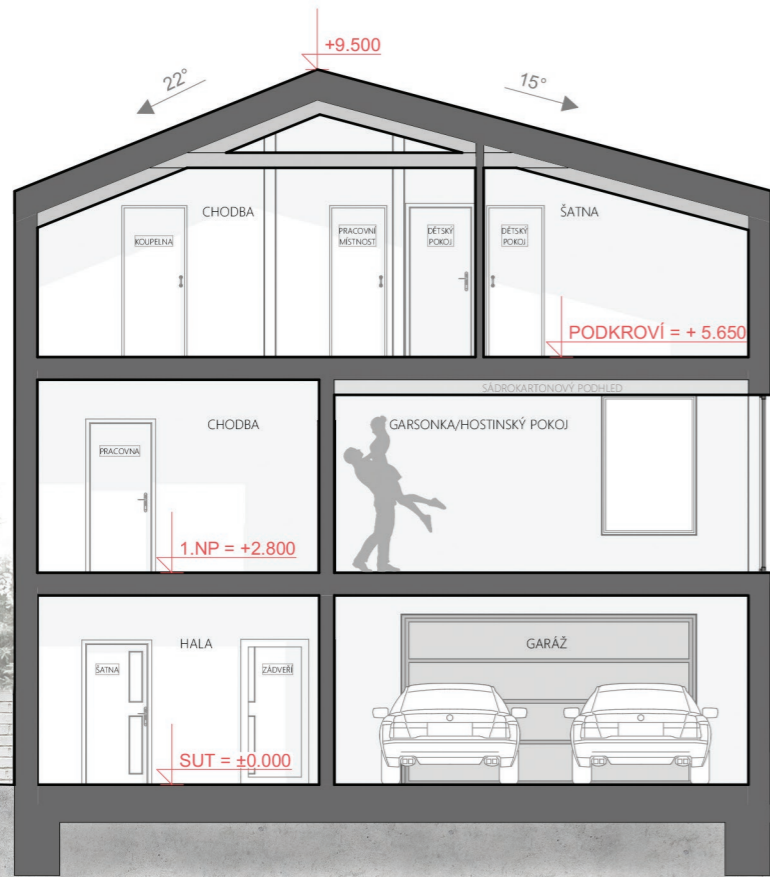 +9.500
22°
15°
CHODBA
ŠATNA
KOUPELNA
PRACOVNÍ
MÍSTNOST
DĚTSKÝ
POKOJ
DĚTSKÝ
POKOJ
PODKROVÍ = + 5.650
SÁDROKARTONOVÝ PODHLED
CHODBA
GARSONKA/HOSTINSKÝ POKOJ
PRACOVNA
1.NP = +2.800
HALA
GARÁŽ
ŠATNA
ZÁDVEŘÍ
SUT = ±0.000